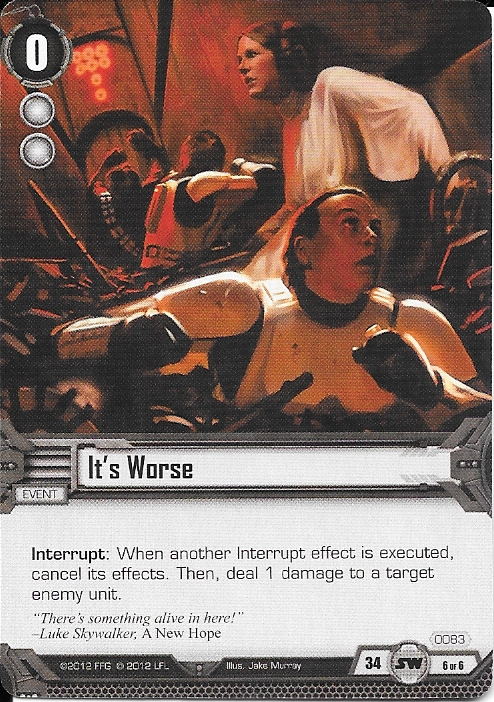 0
It's Worse
EVENT
Interrupt: When another Interrupt effect is executed,
cancel its effects. Then, deal 1 damage to a target
enemy unit.
"There's something alive in here!"
–Luke Skywalker, A New Hope
0083
©2012 FFG © 2012 LFL Illus. Jake Murray 34 SW 6 of 6